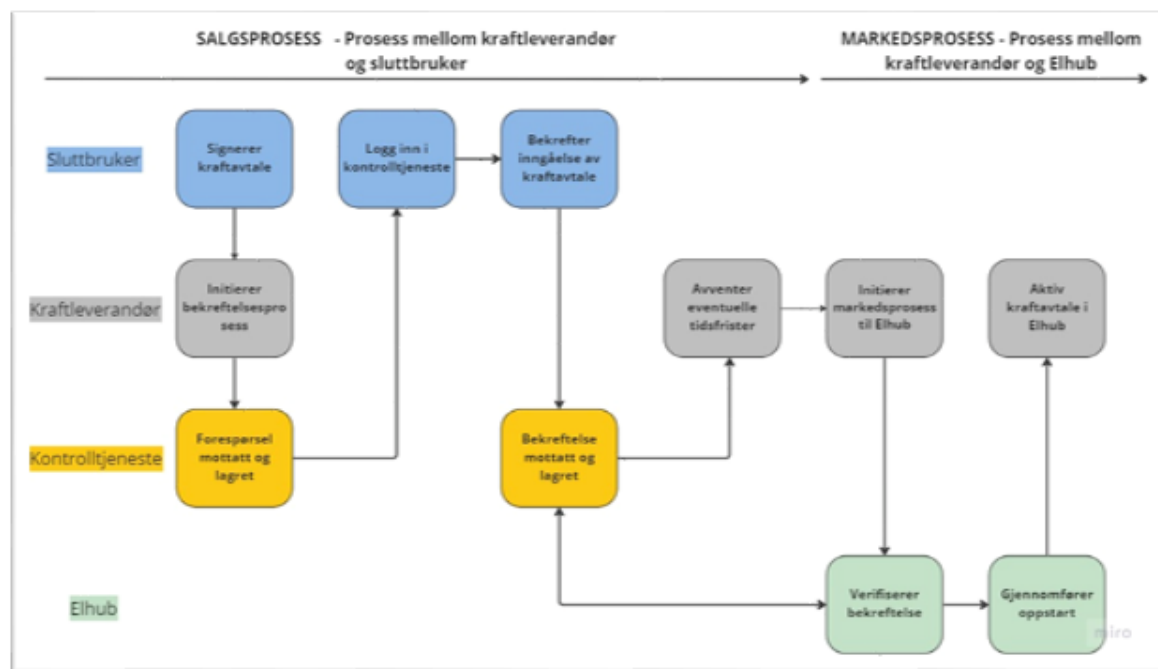 SALGSPROSESS - Prosess mellom kraftleverandør
og sluttbruker
MARKEDSPROSESS - Prosess mellom
kraftleverandør og Elhub
Sluttbruker
Signerer
kraftavtale
Logg inn i
kontrolltjeneste
Bekrefter
inngåelse av
kraftavtale
Kraftleverandør
Initierer
bekreftelsespro
sess
Avventer
eventuelle
tidsfrister
Initierer
markedsprosess
til Elhub
Aktiv
kraftavtale i
Elhub
Kontrolltjeneste
Forespørsel
mottatt og
lagret
Bekreftelse
mottatt og
lagret
Elhub
Verifiserer
bekreftelse
Gjennomfører
oppstart
miro